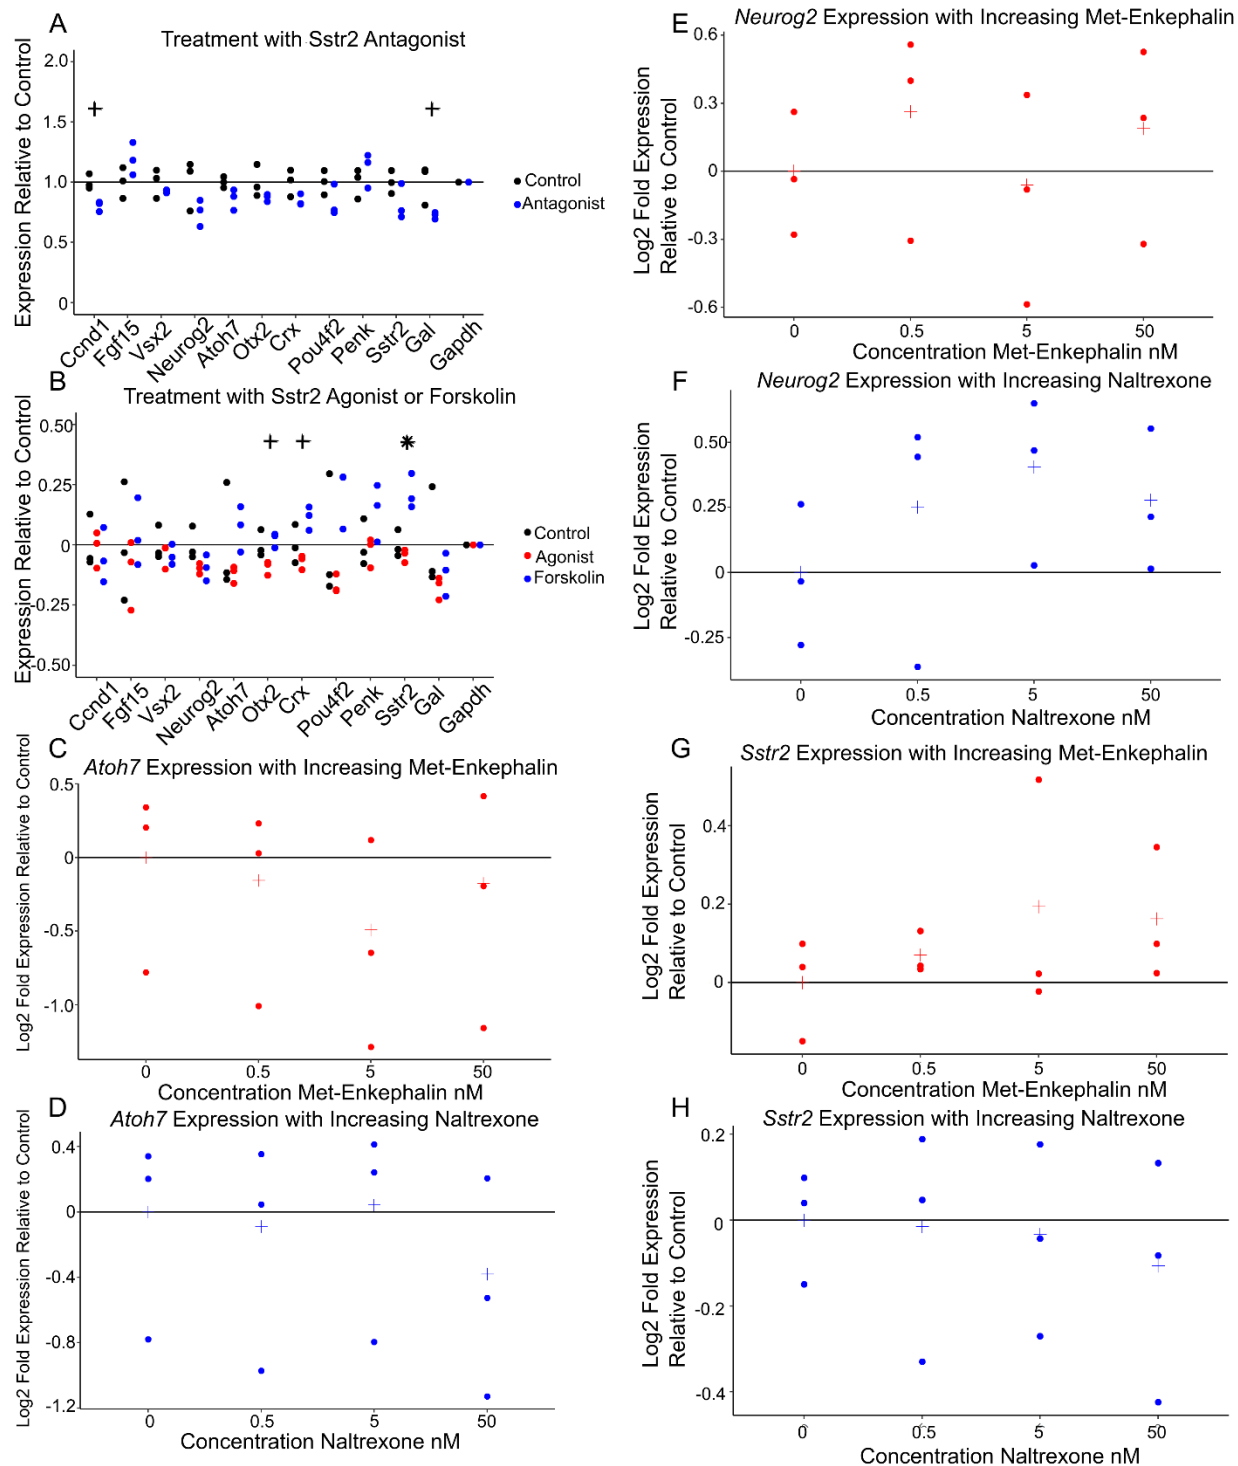 A
Treatment with Sstr2 Antagonist
Expression Relative to Control
2.0
1.5
1.0
0.5
0
Control
Antagonist
Ccnd1
Fgf15
Vsx2
Neurog2
Atoh7
Otx2
Crx
Pou4f2
Penk
Sstr2
Gal
Gapdh
B
Treatment with Sstr2 Agonist or Forskolin
Expression Relative to Control
0.50
0.25
0
-0.25
-0.50
Control
Agonist
Forskolin
Ccnd1
Fgf15
Vsx2
Neurog2
Atoh7
Otx2
Crx
Pou4f2
Penk
Sstr2
Gal
Gapdh
C
Atoh7 Expression with Increasing Met-Enkephalin
Log2 Fold Expression Relative to Control
0.5
0
-0.5
-1.0
0 0.5 5 50
Concentration Met-Enkephalin nM
D
Atoh7 Expression with Increasing Naltrexone
Log2 Fold Expression Relative to Control
0.4
0
-0.4
-0.8
-1.2
0 0.5 5 50
Concentration Naltrexone nM
E
Neurog2 Expression with Increasing Met-Enkephalin
Log2 Fold Expression
Relative to Control
0.6
0.3
0
-0.3
-0.6
0 0.5 5 50
Concentration Met-Enkephalin nM
F
Neurog2 Expression with Increasing Naltrexone
Log2 Fold Expression
Relative to Control
0.50
0.25
0
-0.25
0 0.5 5 50
Concentration Naltrexone nM
G
Sstr2 Expression with Increasing Met-Enkephalin
Log2 Fold Expression
Relative to Control
0.4
0.2
0
0 0.5 5 50
Concentration Met-Enkephalin nM
H
Sstr2 Expression with Increasing Naltrexone
Log2 Fold Expression
Relative to Control
0.2
0
-0.2
-0.4
0 0.5 5 50
Concentration Naltrexone nM